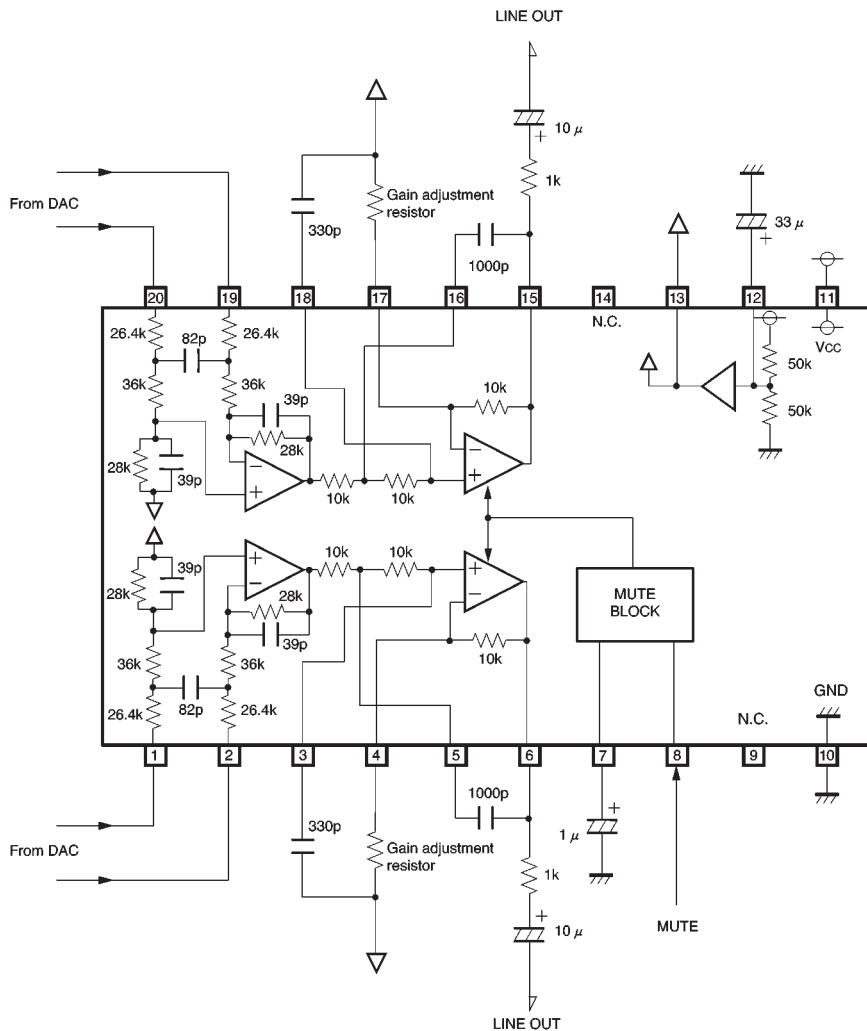 LINE OUT
10 μ
+
1k
Gain adjustment
resistor
From DAC
330p
1000p
33 μ
+
20
19
18
17
16
15
14
13
12
11
N.C.
VCC
26.4k
82p
26.4k
36k
36k
39p
10k
50k
50k
28k
28k
39p
−
+
10k
10k
−
+
39p
28k
+
−
10k
10k
28k
39p
+
−
10k
MUTE
BLOCK
36k
36k
26.4k
82p
26.4k
N.C.
GND
1
2
3
4
5
6
7
8
9
10
From DAC
330p
Gain adjustment
resistor
1000p
1k
+
10 μ
1 μ
+
MUTE
LINE OUT